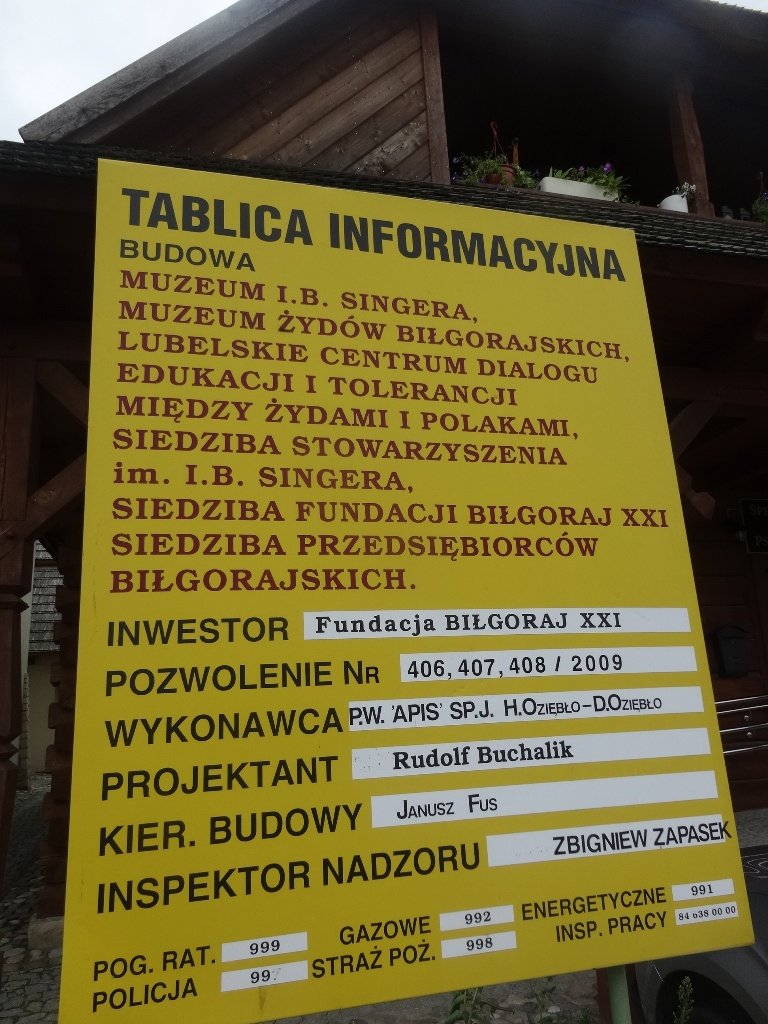 TABLICA INFORMACYJNA
BUDOWA
MUZEUM I.B. SINGERA,
MUZEUM ŻYDÓW BIŁGORAJSKICH,
LUBELSKIE CENTRUM DIALOGU
EDUKACJI I TOLERANCJI
MIĘDZY ŻYDAMI I POLAKAMI,
SIEDZIBA STOWARZYSZENIA
im. I.B. SINGERA,
SIEDZIBA FUNDACJI BIŁGORAJ XXI
SIEDZIBA PRZEDSIĘBIORCÓW
BIŁGORAJSKICH.
INWESTOR Fundacja BIŁGORAJ XXI
POZWOLENIE NR 406, 407, 408 / 2009
WYKONAWCA P.W. 'APIS' SP.J. H.OZIĘBŁO-D.OZIĘBŁO
PROJEKTANT Rudolf Buchalik
KIER. BUDOWY JANUSZ FUS
INSPEKTOR NADZORU ZBIGNIEW ZAPASEK
POG. RAT. 999 GAZOWE 992 ENERGETYCZNE 991
POLICJA STRAŻ POŻ. 998 INSP. PRACY 84 638 00 00